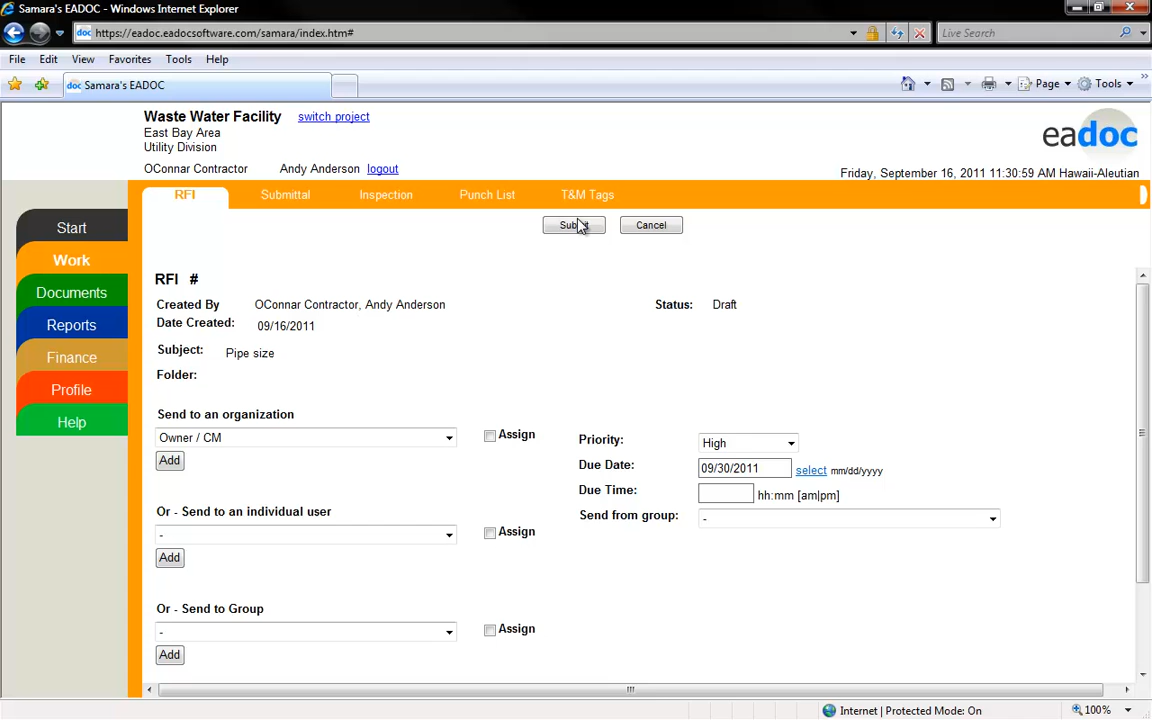 Samara's EADOC - Windows Internet Explorer
doc https://eadoc.eadocsoftware.com/samara/index.htm# Live Search
File Edit View Favorites Tools Help
doc Samara's EADOC Page Tools
Waste Water Facility switch project
East Bay Area
Utility Division
eadoc
OConnar Contractor Andy Anderson logout
Friday, September 16, 2011 11:30:59 AM Hawaii-Aleutian
RFI Submittal Inspection Punch List T&M Tags
Start
Work
Documents
Reports
Finance
Profile
Help
Cancel
RFI #
Created By OConnar Contractor, Andy Anderson Status: Draft
Date Created: 09/16/2011
Subject: Pipe size
Folder:
Send to an organization
Owner / CM Assign
Add
Priority: High
Due Date: 09/30/2011 select mm/dd/yyyy
Due Time: hh:mm [am|pm]
Send from group: -
Or - Send to an individual user
- Assign
Add
Or - Send to Group
- Assign
Add
Internet | Protected Mode: On 100%